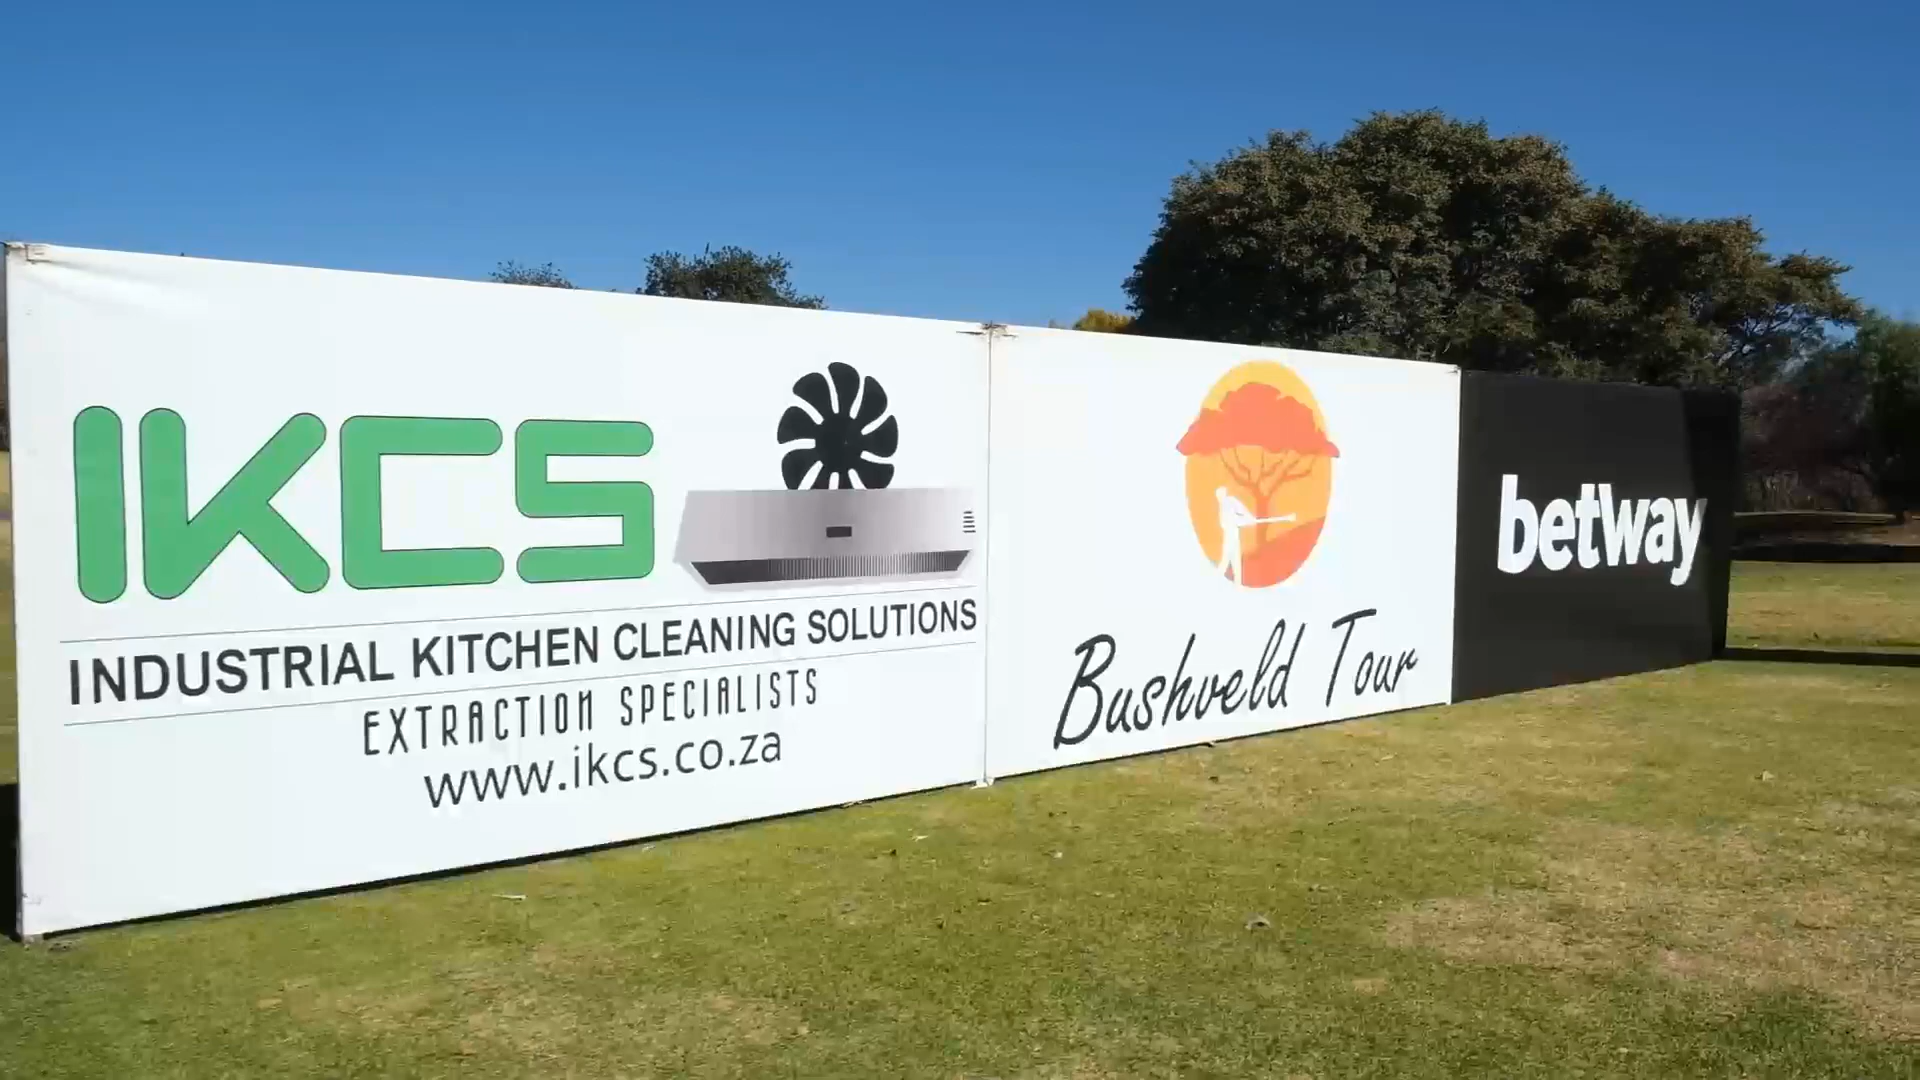 IKCS
INDUSTRIAL KITCHEN CLEANING SOLUTIONS
EXTRACTION SPECIALISTS
www.ikcs.co.za
Bushveld Tour
betway